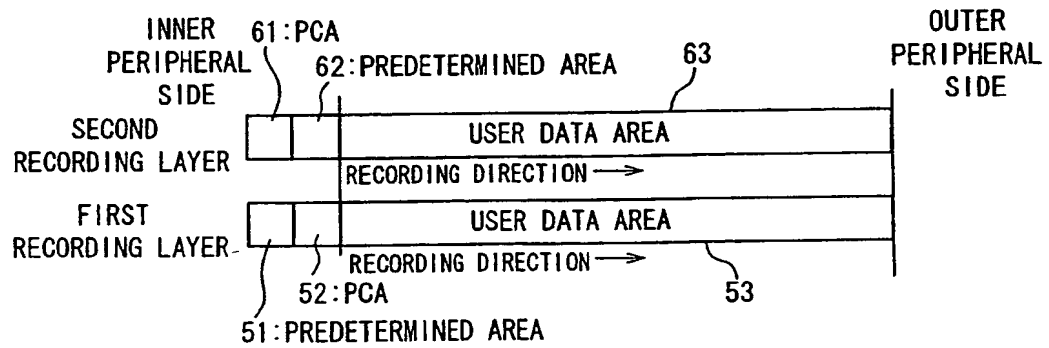 INNER
PERIPHERAL
SIDE
61:PCA
62:PREDETERMINED AREA
63
OUTER
PERIPHERAL
SIDE
SECOND
RECORDING LAYER
USER DATA AREA
RECORDING DIRECTION →
FIRST
RECORDING LAYER
USER DATA AREA
RECORDING DIRECTION →
52:PCA
53
51:PREDETERMINED AREA